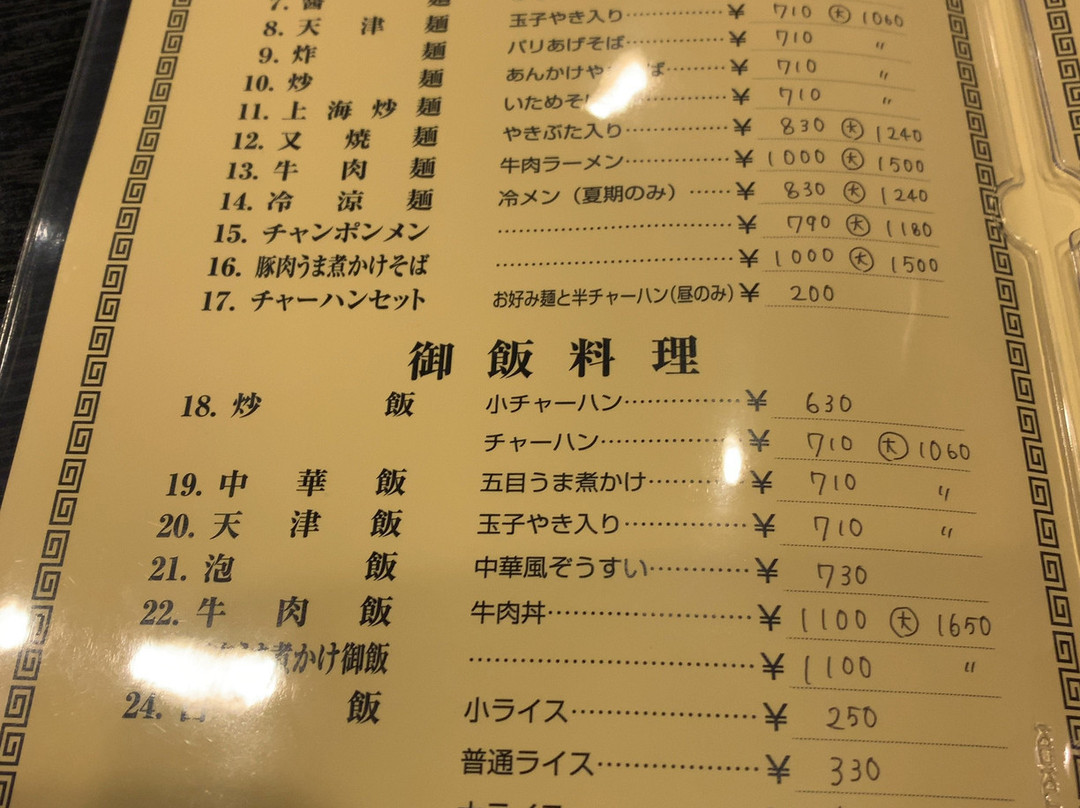 8. 天津麺 玉子やき入り……………¥ 710 大 1060
9. 炸麺 パリあげそば……………¥ 710 〃
10. 炒麺 あんかけや ば………¥ 710 〃
11. 上海炒麺 いためそ ……………¥ 710 〃
12. 叉焼麺 やきぶた入り……………¥ 830 大 1240
13. 牛肉麺 牛肉ラーメン……………¥ 1000 大 1500
14. 冷涼麺 冷メン（夏期のみ）……¥ 830 大 1240
15. チャンポンメン ……………………………¥ 790 大 1180
16. 豚肉うま煮かけそば ……………………………¥ 1000 大 1500
17. チャーハンセット お好み麺と半チャーハン(昼のみ) ¥ 200
御飯料理
18. 炒飯 小チャーハン……………¥ 630
チャーハン………………¥ 710 大 1060
19. 中華飯 五目うま煮かけ…………¥ 710 〃
20. 天津飯 玉子やき入り……………¥ 710 〃
21. 泡飯 中華風ぞうすい…………¥ 730
22. 牛肉飯 牛肉丼……………………¥ 1100 大 1650
煮かけ御飯 ……………………………¥ 1100 〃
24. 飯 小ライス…………………¥ 250
普通ライス………………¥ 330